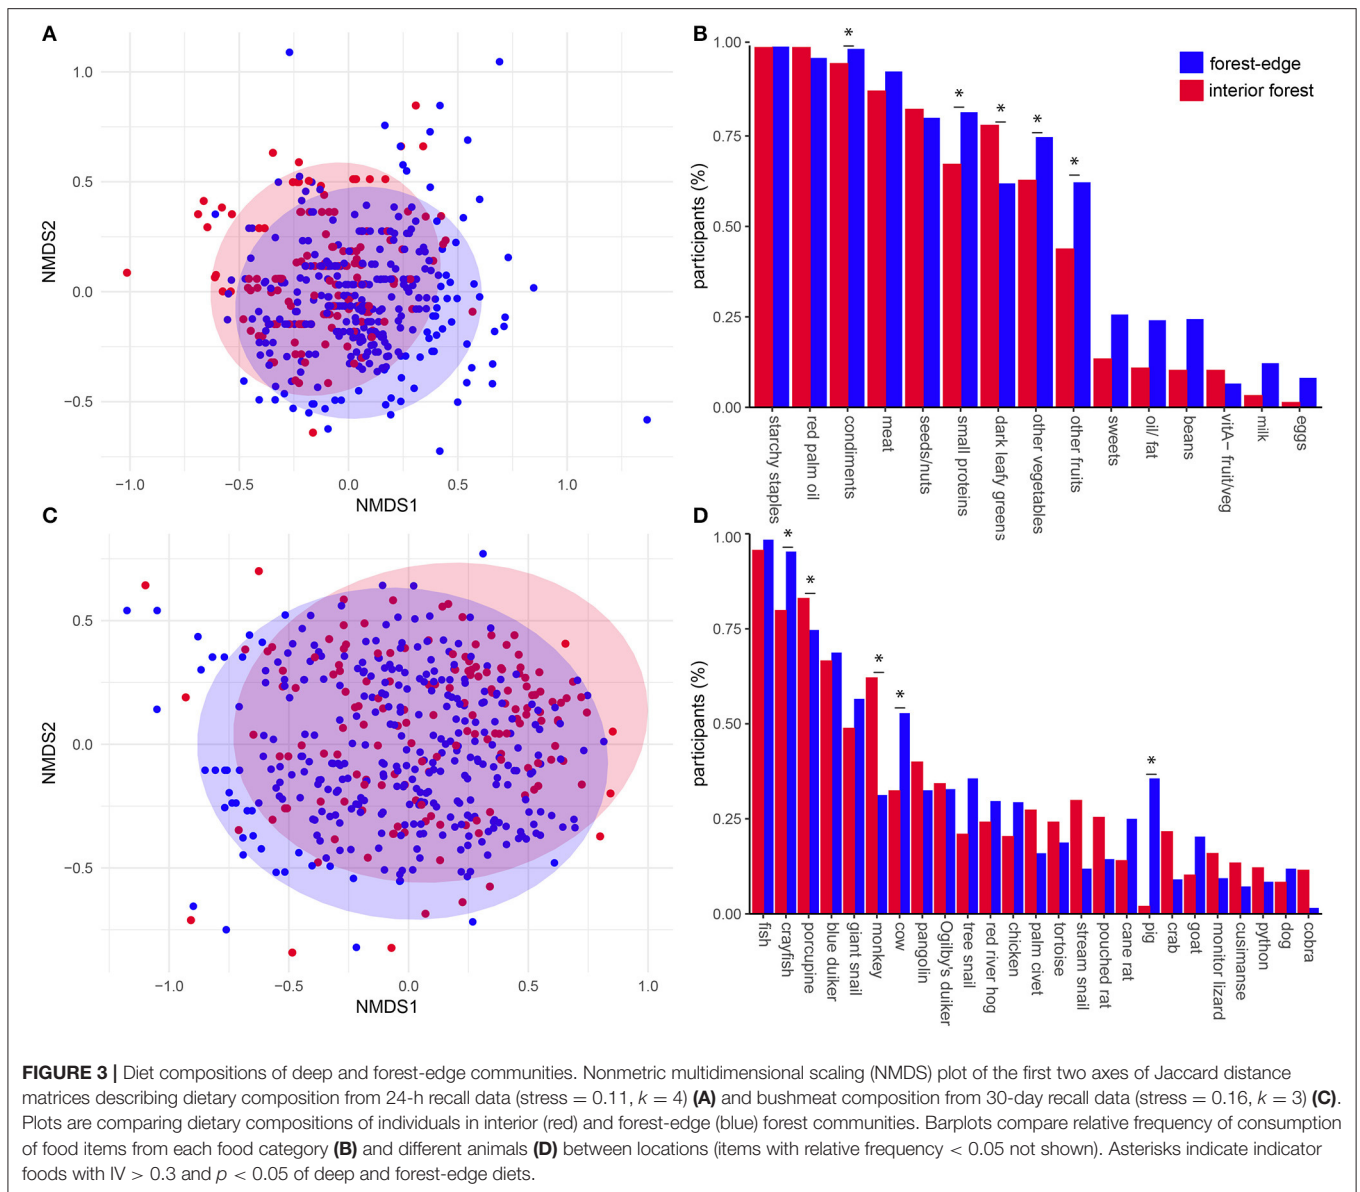 A
1.0
0.5
0.0
−0.5
NMDS2
−1.0
−0.5
0.0
0.5
1.0
NMDS1
B
1.00
0.75
0.50
0.25
0.00
participants (%)
*
*
*
*
*
forest-edge
interior forest
starchy staples
red palm oil
condiments
meat
seeds/nuts
small proteins
dark leafy greens
other vegetables
other fruits
sweets
oil/ fat
beans
vitA− fruit/veg
milk
eggs
C
0.5
0.0
−0.5
NMDS2
−1.0
−0.5
0.0
0.5
1.0
NMDS1
D
1.00
0.75
0.50
0.25
0.00
participants (%)
*
*
*
*
*
fish
crayfish
porcupine
blue duiker
giant snail
monkey
cow
pangolin
Ogilby's duiker
tree snail
red river hog
chicken
palm civet
tortoise
stream snail
pouched rat
cane rat
pig
crab
goat
monitor lizard
cusimanse
python
dog
cobra
FIGURE 3 | Diet compositions of deep and forest-edge communities. Nonmetric multidimensional scaling (NMDS) plot of the first two axes of Jaccard distance
matrices describing dietary composition from 24-h recall data (stress = 0.11, k = 4) (A) and bushmeat composition from 30-day recall data (stress = 0.16, k = 3) (C).
Plots are comparing dietary compositions of individuals in interior (red) and forest-edge (blue) forest communities. Barplots compare relative frequency of consumption
of food items from each food category (B) and different animals (D) between locations (items with relative frequency < 0.05 not shown). Asterisks indicate indicator
foods with IV > 0.3 and p < 0.05 of deep and forest-edge diets.